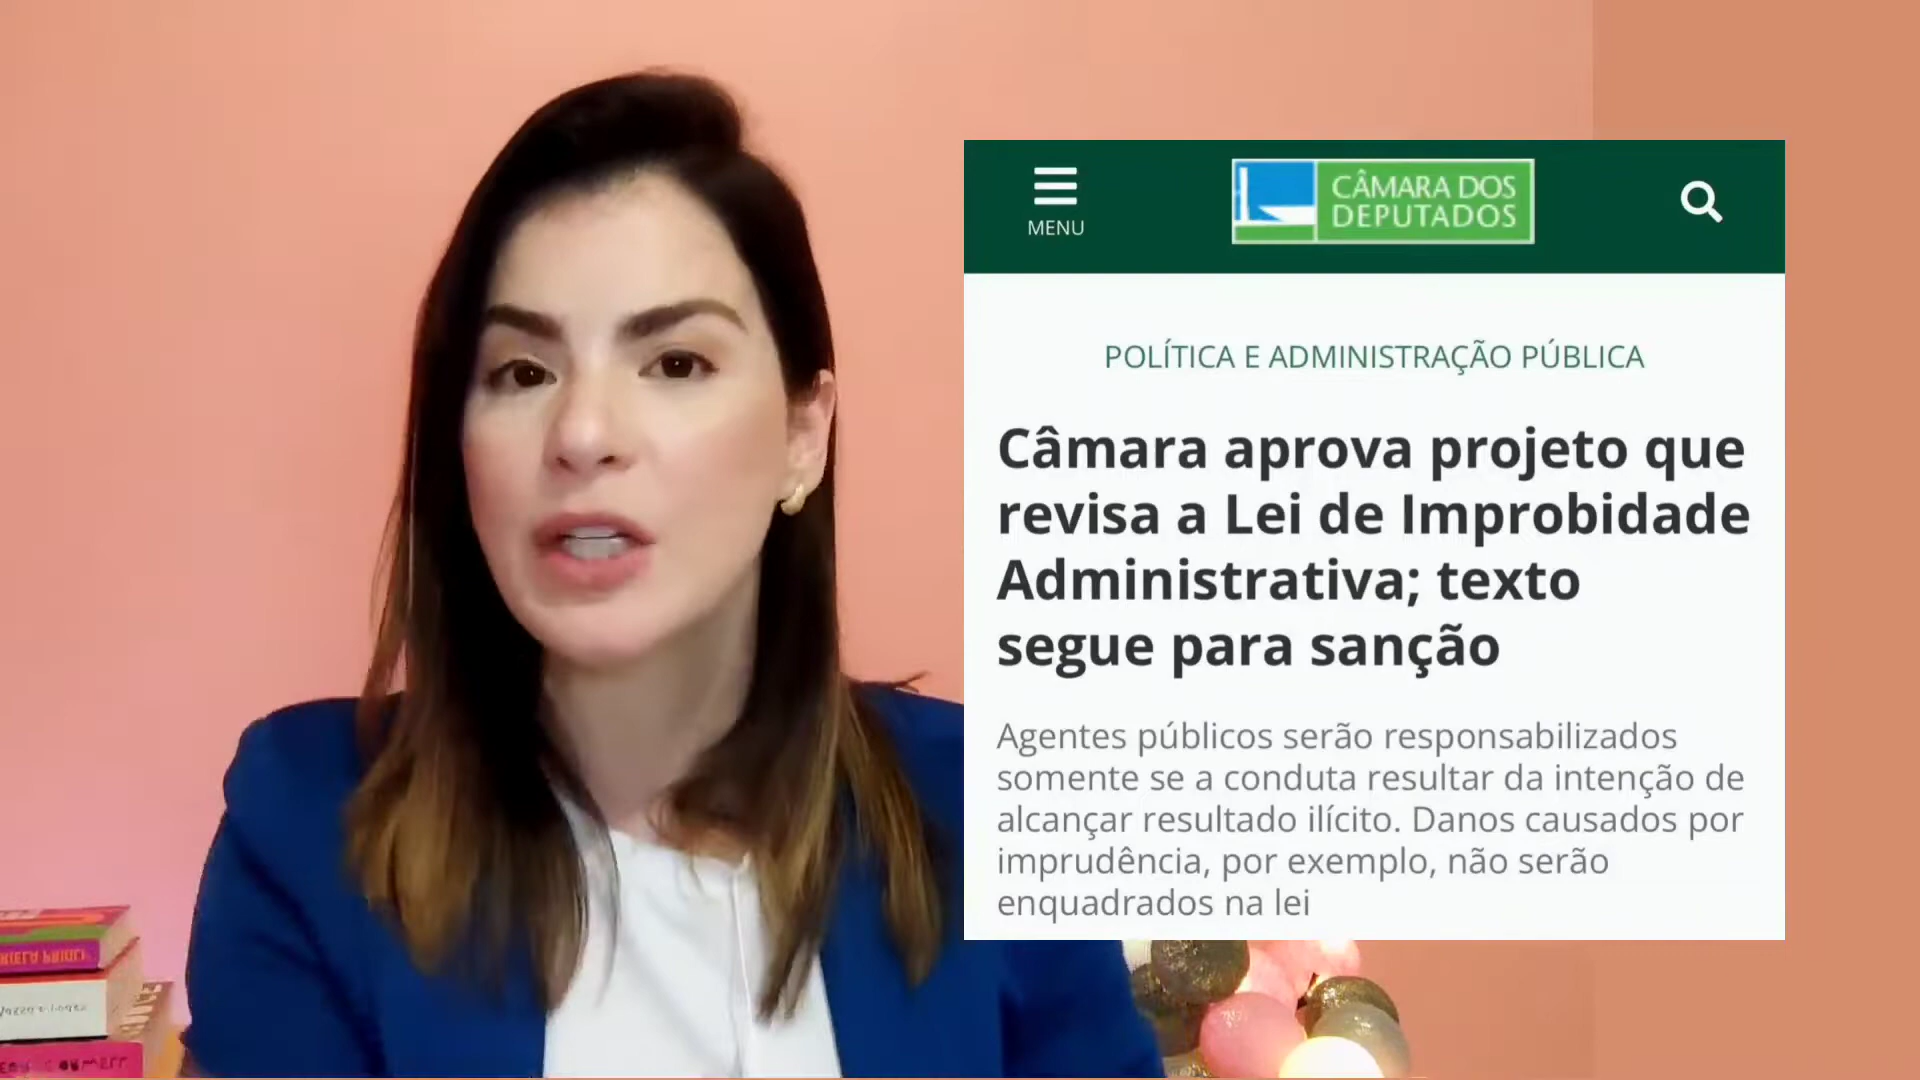 MENU
CÂMARA DOS
DEPUTADOS
POLÍTICA E ADMINISTRAÇÃO PÚBLICA
Câmara aprova projeto que
revisa a Lei de Improbidade
Administrativa; texto
segue para sanção
Agentes públicos serão responsabilizados
somente se a conduta resultar da intenção de
alcançar resultado ilícito. Danos causados por
imprudência, por exemplo, não serão
enquadrados na lei